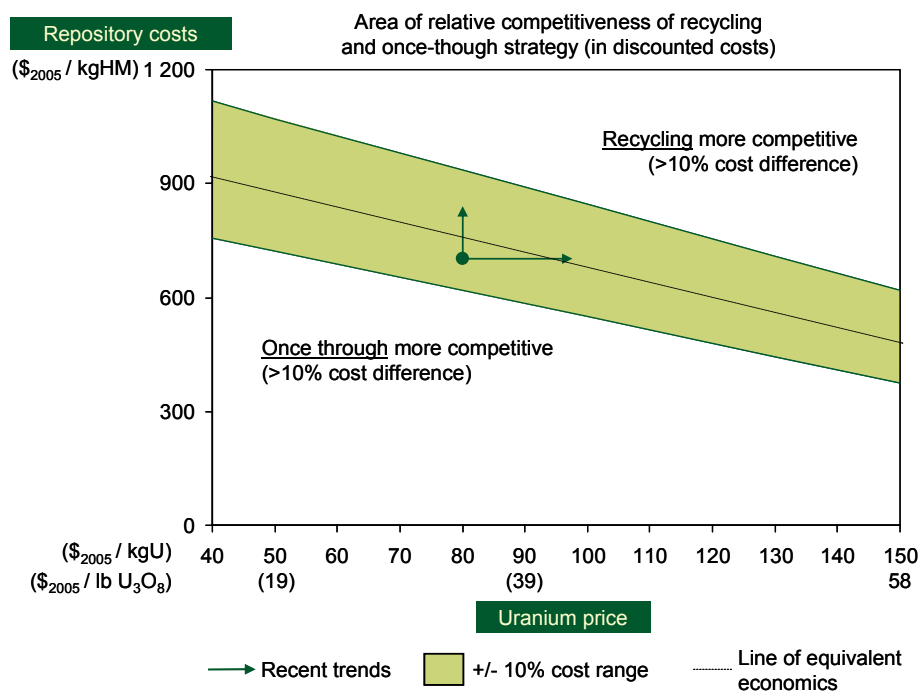 Repository costs
Area of relative competitiveness of recycling
and once-though strategy (in discounted costs)
($2005 / kgHM)
1 200
Recycling more competitive
(>10% cost difference)
900
600
Once through more competitive
(>10% cost difference)
300
0
($2005 / kgU) 40 50 60 70 80 90 100 110 120 130 140 150
($2005 / lb U3O8) (19) (39) 58
Uranium price
Recent trends
+/- 10% cost range
Line of equivalent
economics